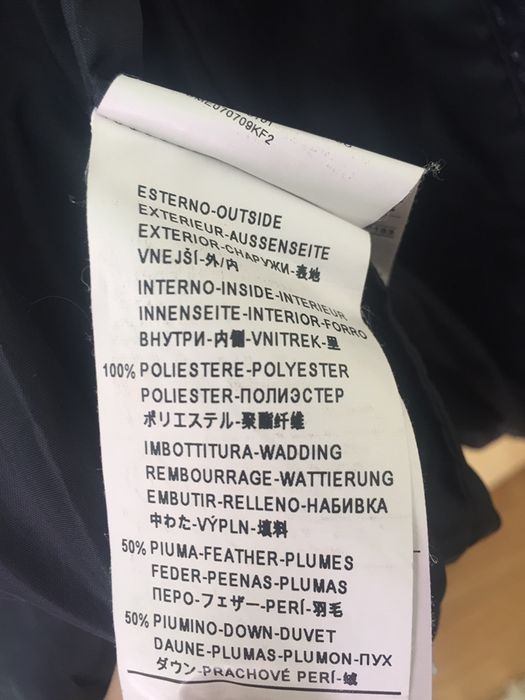 070709KF2
ESTERNO-OUTSIDE
EXTERIEUR-AUSSENSEITE
EXTERIOR-СНАРУЖИ-表地
VNEJŠÍ-外/内
INTERNO-INSIDE-INTERIEUR
INNENSEITE-INTERIOR-FORRO
ВНУТРИ-内側-VNITREK-里
100% POLIESTERE-POLYESTER
POLIESTER-ПОЛИЭСТЕР
ポリエステル-聚酯纤维
IMBOTTITURA-WADDING
REMBOURRAGE-WATTIERUNG
EMBUTIR-RELLENO-НАБИВКА
中わた-VÝPLN-填料
50% PIUMA-FEATHER-PLUMES
FEDER-PEENAS-PLUMAS
ПЕРО-フェザー-PERÍ-羽毛
50% PIUMINO-DOWN-DUVET
DAUNE-PLUMAS-PLUMON-ПУХ
ダウン-PRACHOVÉ PERÍ-绒